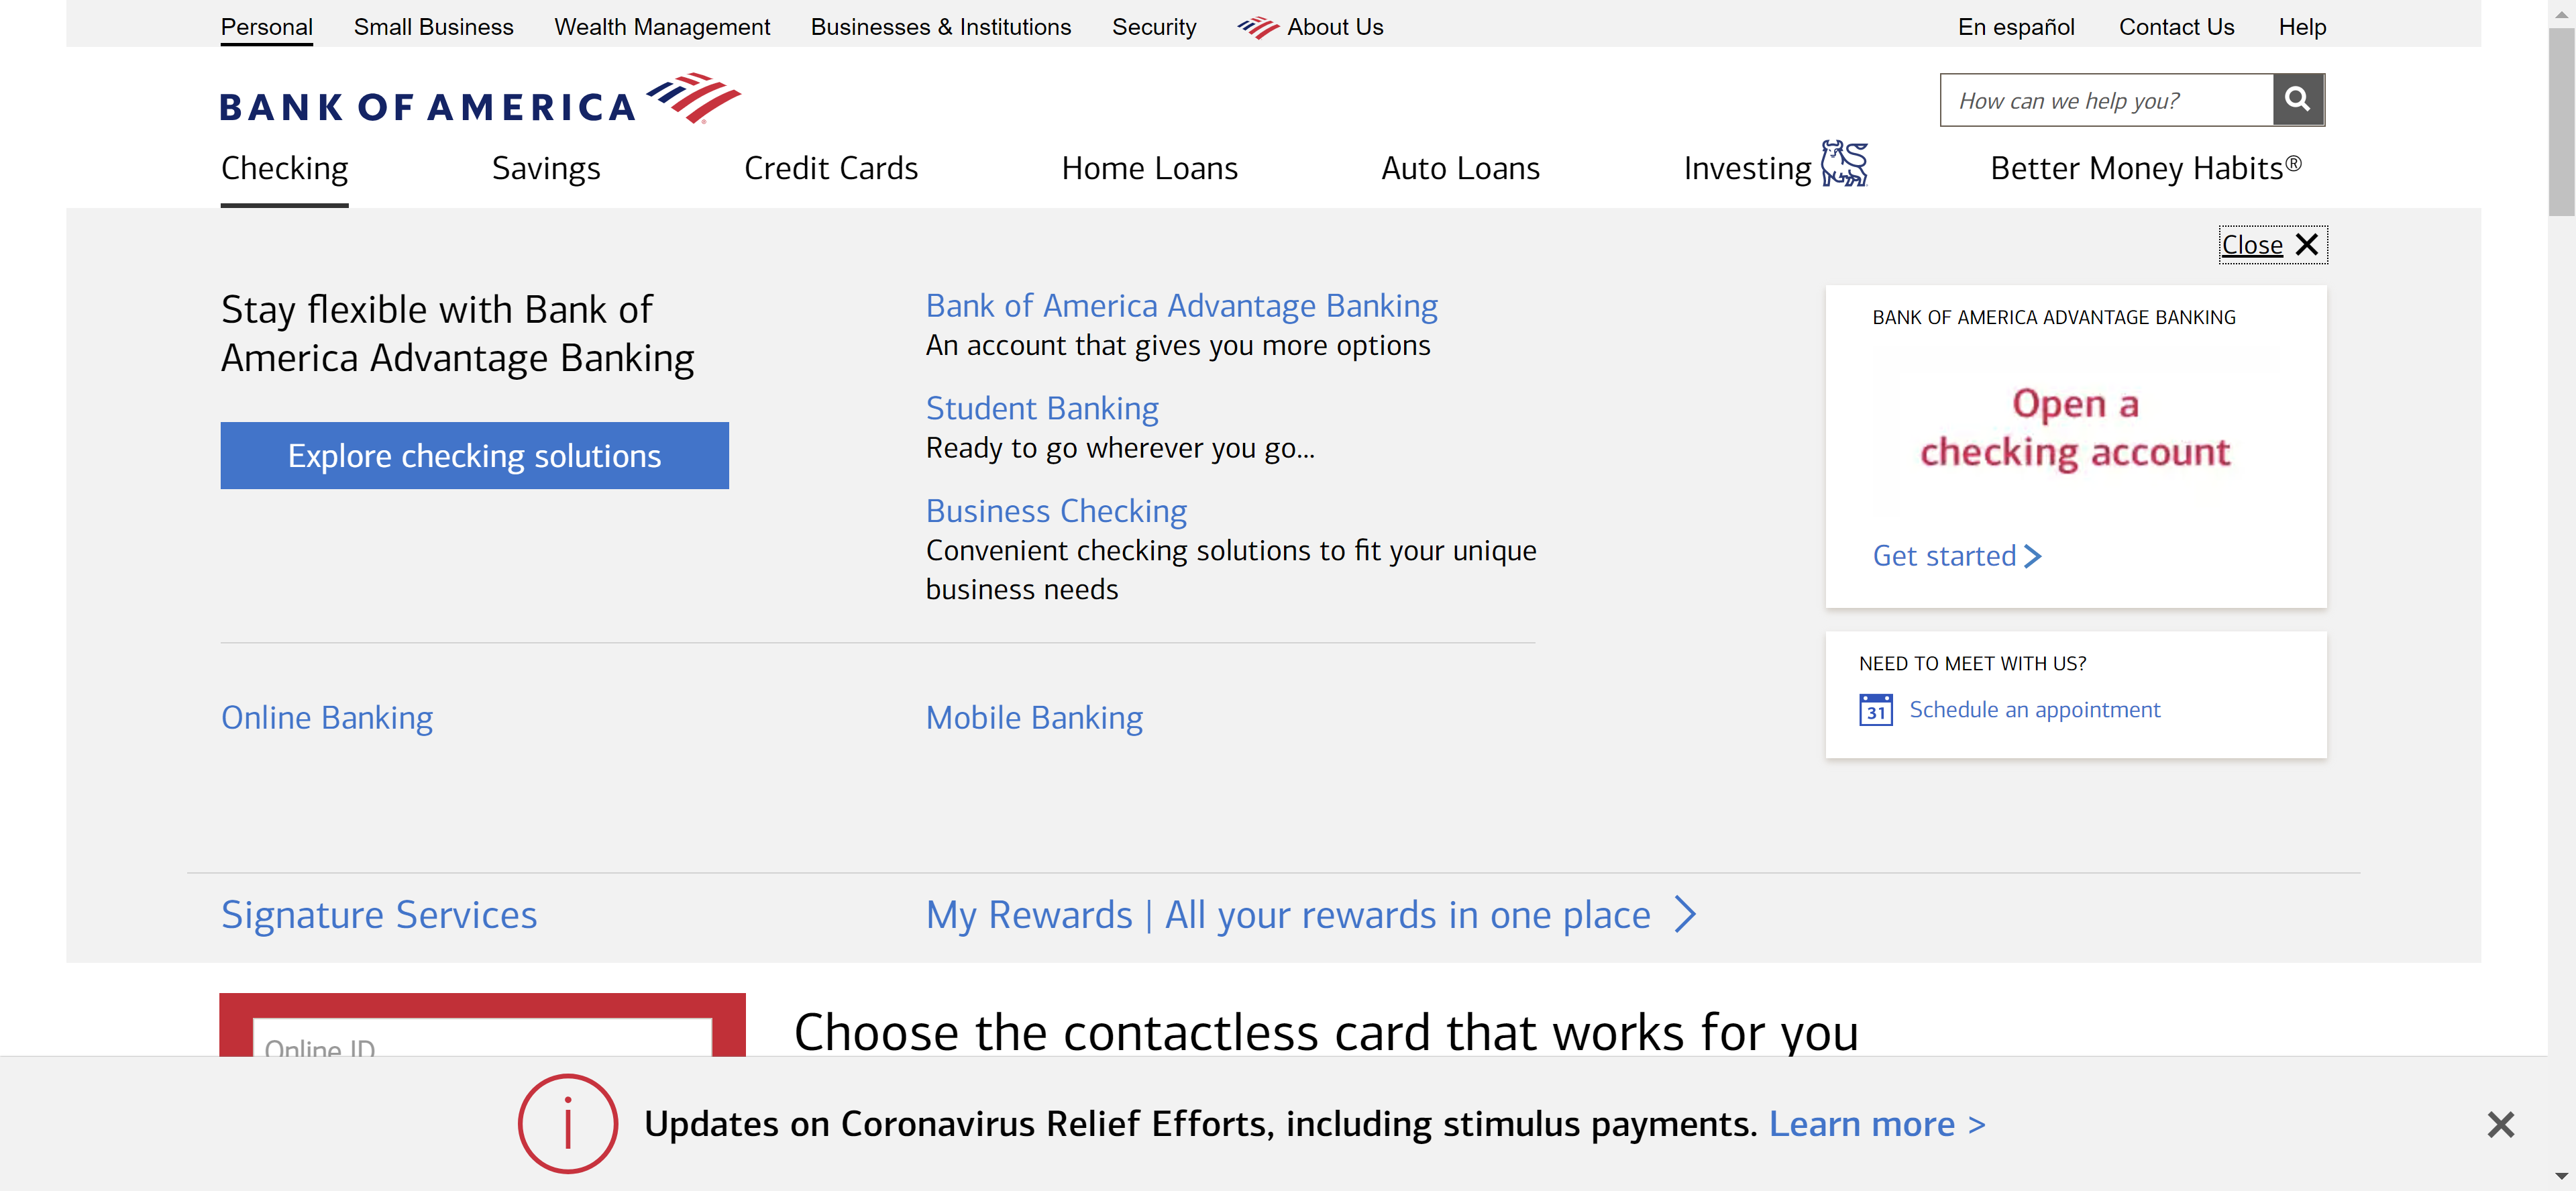 Personal Small Business Wealth Management Businesses & Institutions Security About Us En español Contact Us Help
BANK OF AMERICA
How can we help you?
Checking Savings Credit Cards Home Loans Auto Loans Investing Better Money Habits®
Close
Stay flexible with Bank of
America Advantage Banking
Explore checking solutions
Bank of America Advantage Banking
An account that gives you more options
Student Banking
Ready to go wherever you go...
Business Checking
Convenient checking solutions to fit your unique
business needs
BANK OF AMERICA ADVANTAGE BANKING
Open a
checking account
Get started
NEED TO MEET WITH US?
31 Schedule an appointment
Online Banking Mobile Banking
Signature Services My Rewards | All your rewards in one place
Online ID
Choose the contactless card that works for you
Updates on Coronavirus Relief Efforts, including stimulus payments. Learn more >